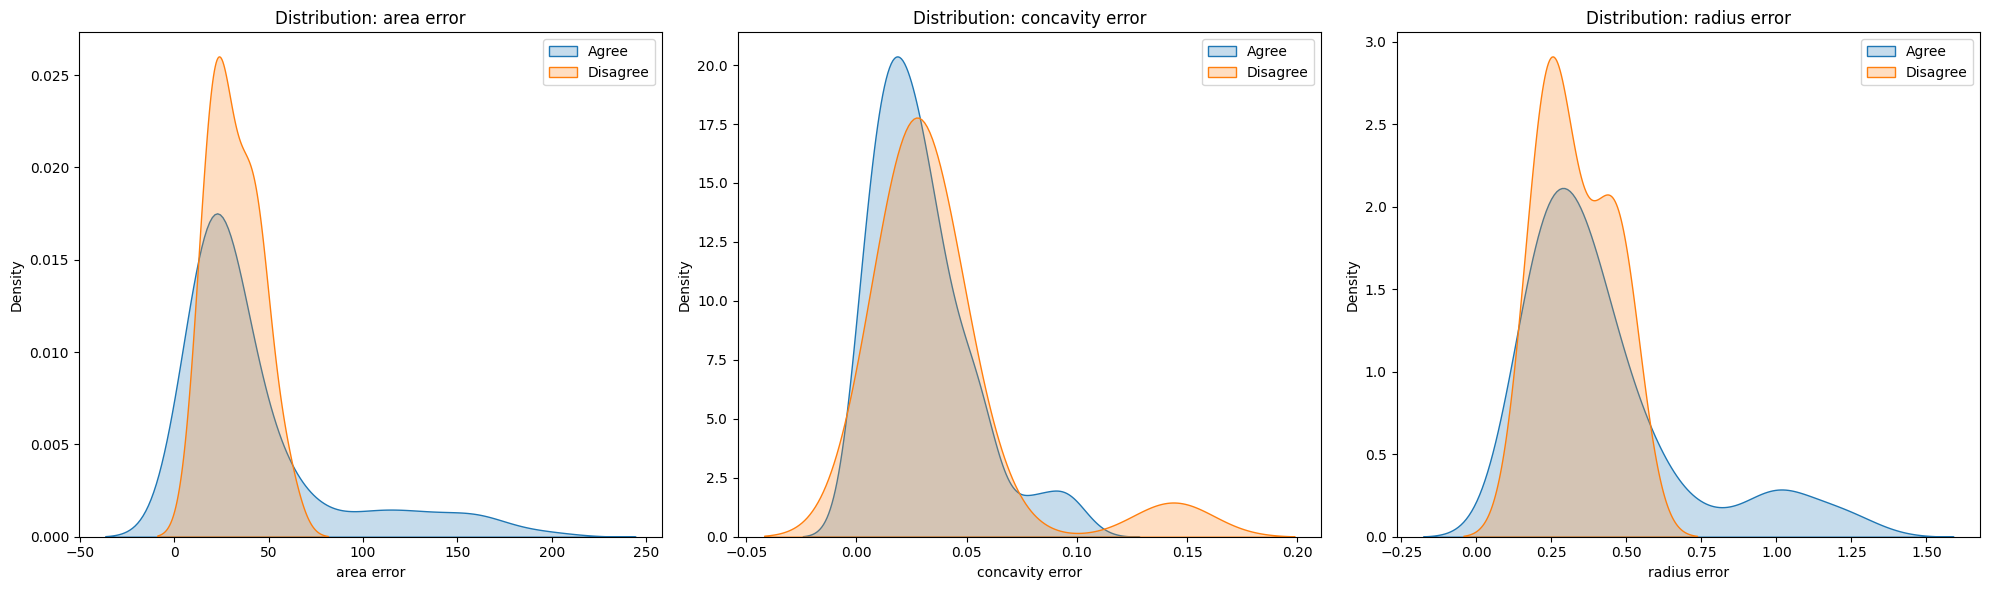 Distribution: area error
Agree
Disagree
Density
0.025
0.020
0.015
0.010
0.005
0.000
−50 0 50 100 150 200 250
area error
Distribution: concavity error
Agree
Disagree
Density
20.0
17.5
15.0
12.5
10.0
7.5
5.0
2.5
0.0
−0.05 0.00 0.05 0.10 0.15 0.20
concavity error
Distribution: radius error
Agree
Disagree
Density
3.0
2.5
2.0
1.5
1.0
0.5
0.0
−0.25 0.00 0.25 0.50 0.75 1.00 1.25 1.50
radius error